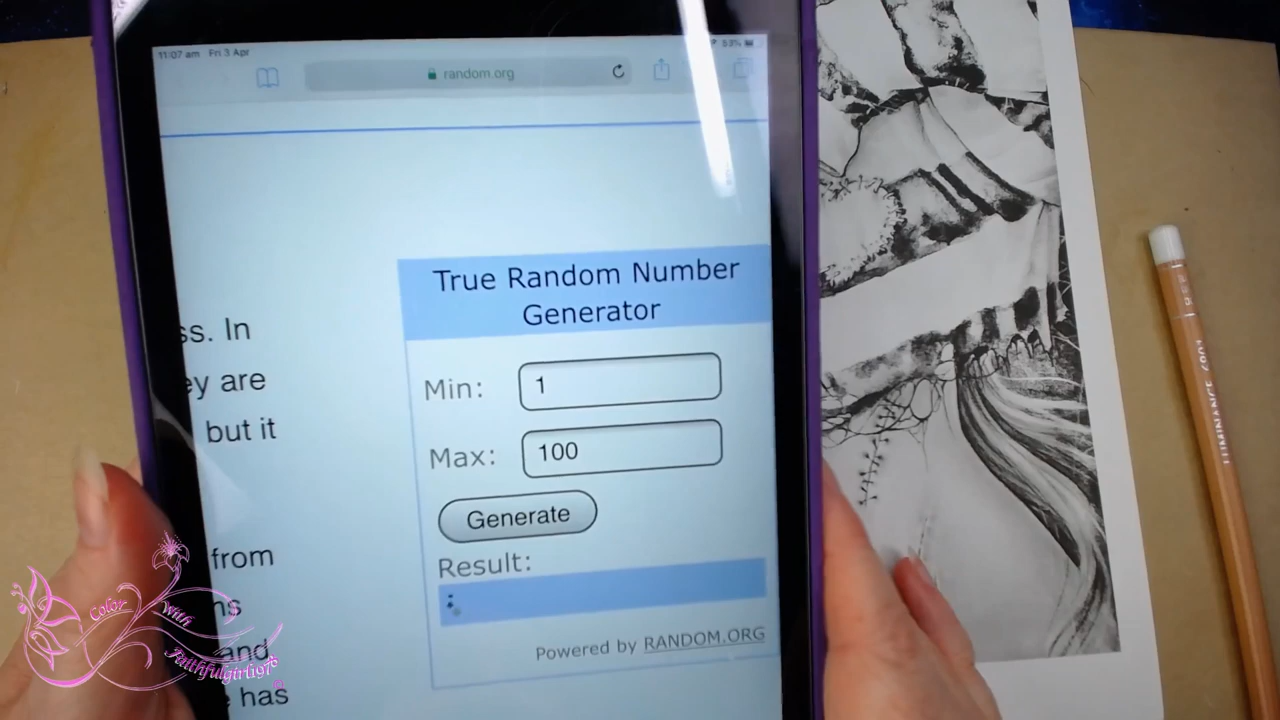 11:07 am Fri 3 Apr
53%
random.org
True Random Number
Generator
ss. In
ey are
but it
Min: 1
Max: 100
Generate
Result:
from
ns
and
has
Powered by RANDOM.ORG
Color With
Faithfulgirl1976
LUMINANCE 6901